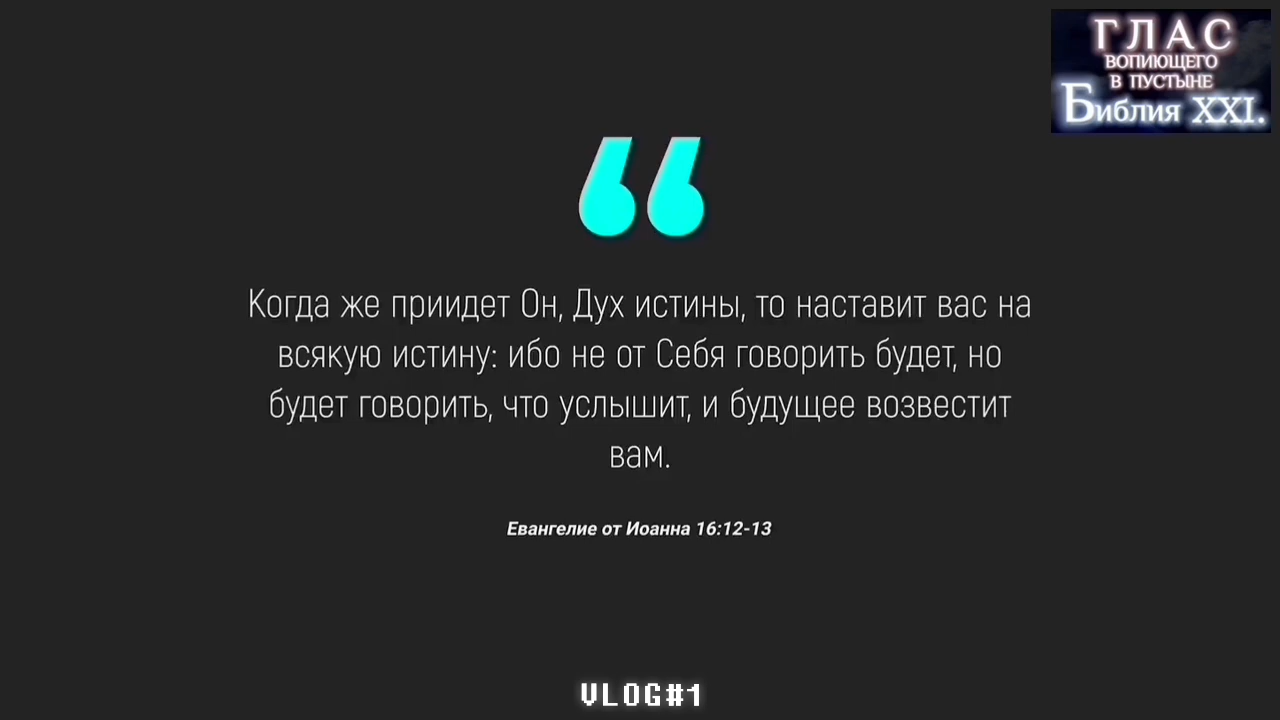 ГЛАС
ВОПИЮЩЕГО
В ПУСТЫНЕ
Библия XXI.
Когда же приидет Он, Дух истины, то наставит вас на
всякую истину: ибо не от Себя говорить будет, но
будет говорить, что услышит, и будущее возвестит
вам.
Евангелие от Иоанна 16:12-13
VLOG#1